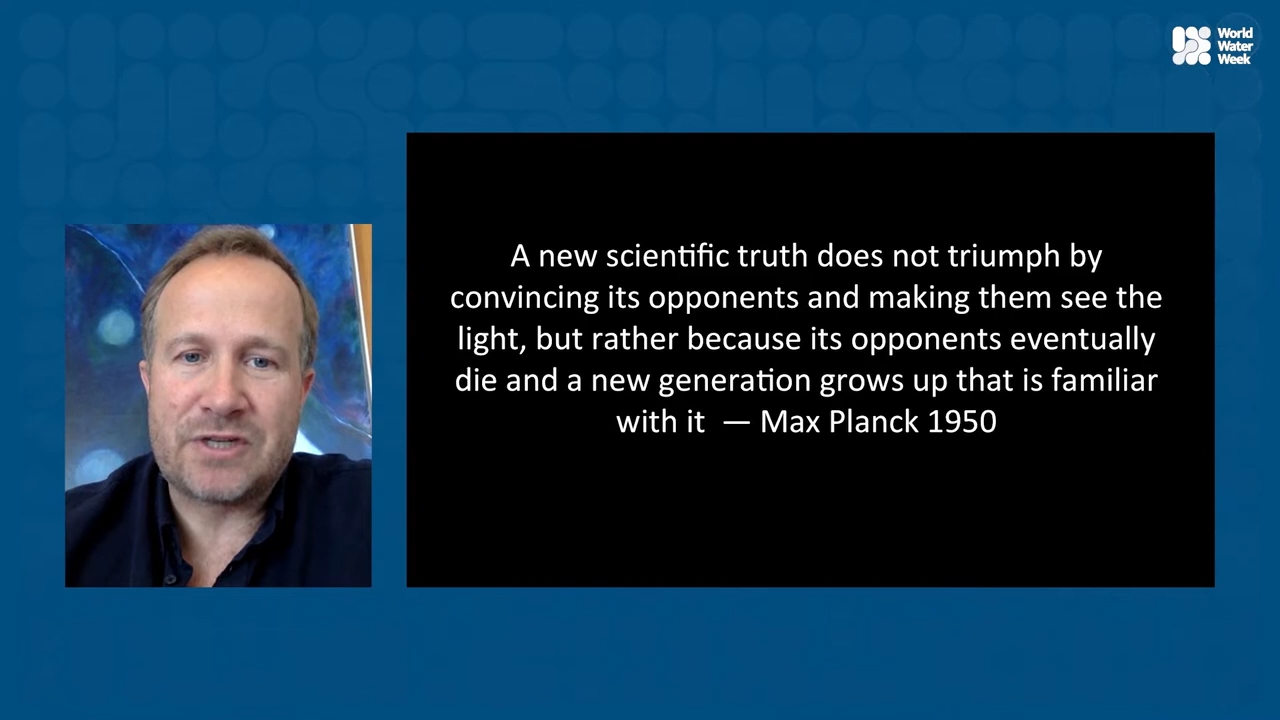 World
Water
Week
A new scientific truth does not triumph by
convincing its opponents and making them see the
light, but rather because its opponents eventually
die and a new generation grows up that is familiar
with it — Max Planck 1950